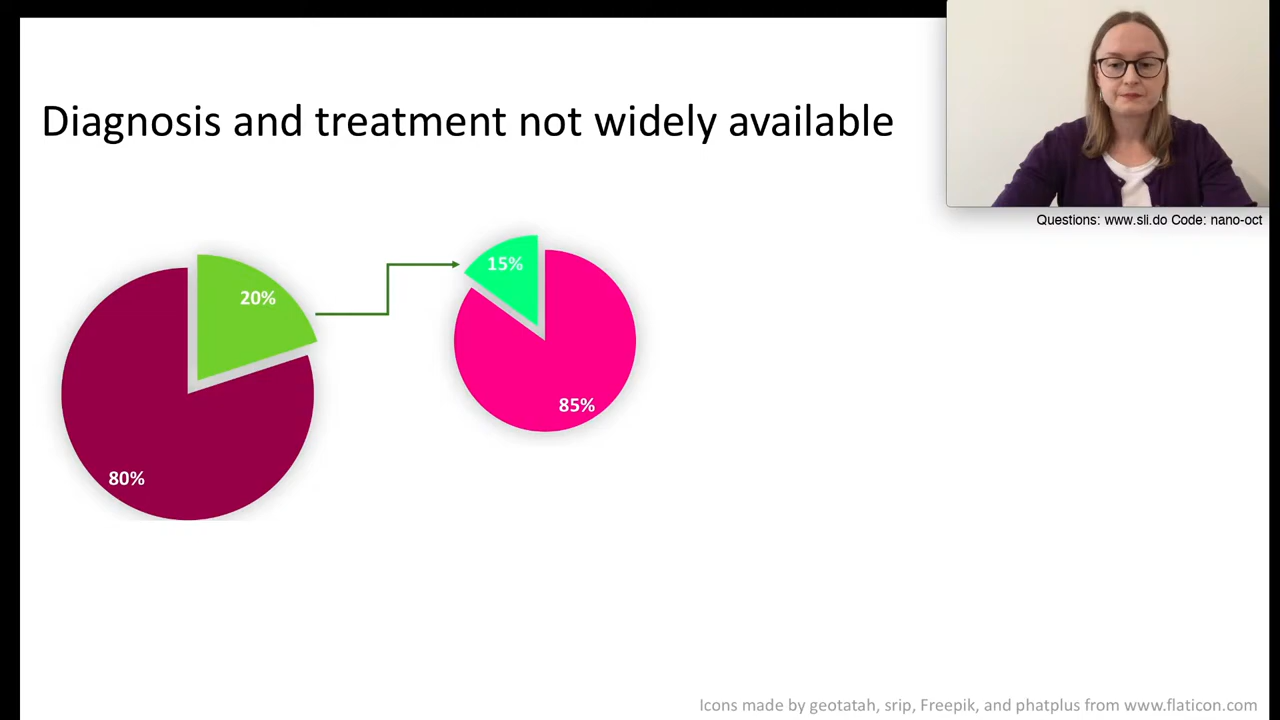 Diagnosis and treatment not widely available
Questions: www.sli.do Code: nano-oct
20%
80%
15%
85%
Icons made by geotatah, srip, Freepik, and phatplus from www.flaticon.com